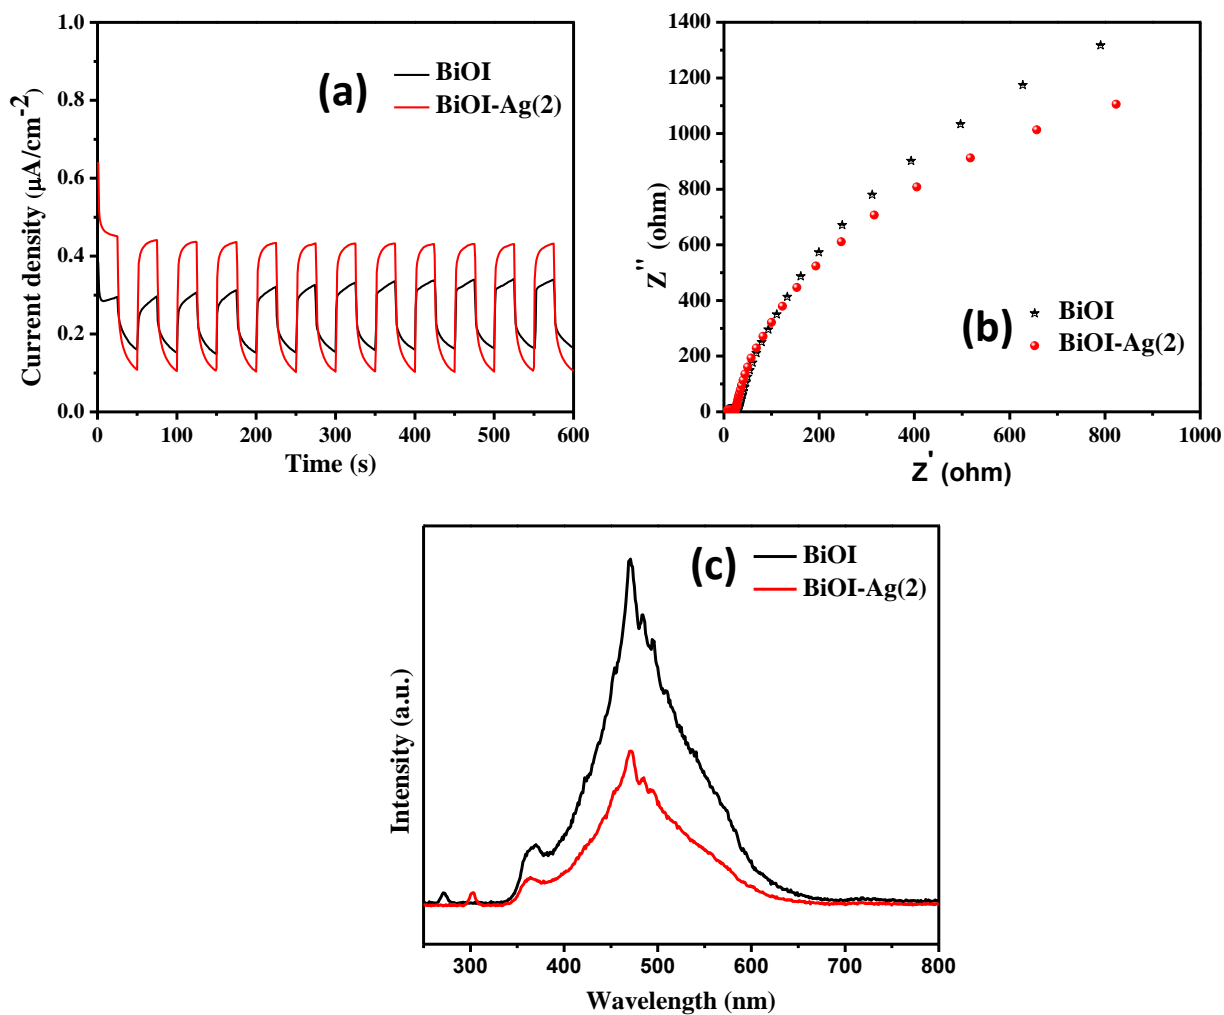 (a)
BiOI
BiOI-Ag(2)
Current density (µA/cm⁻²)
1.0
0.8
0.6
0.4
0.2
0.0
0 100 200 300 400 500 600
Time (s)
(b)
BiOI
BiOI-Ag(2)
Z'' (ohm)
1400
1200
1000
800
600
400
200
0
0 200 400 600 800 1000
Z' (ohm)
(c)
BiOI
BiOI-Ag(2)
Intensity (a.u.)
300 400 500 600 700 800
Wavelength (nm)